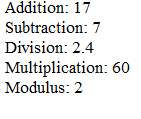 Addition: 17
Subtraction: 7
Division: 2.4
Multiplication: 60
Modulus: 2